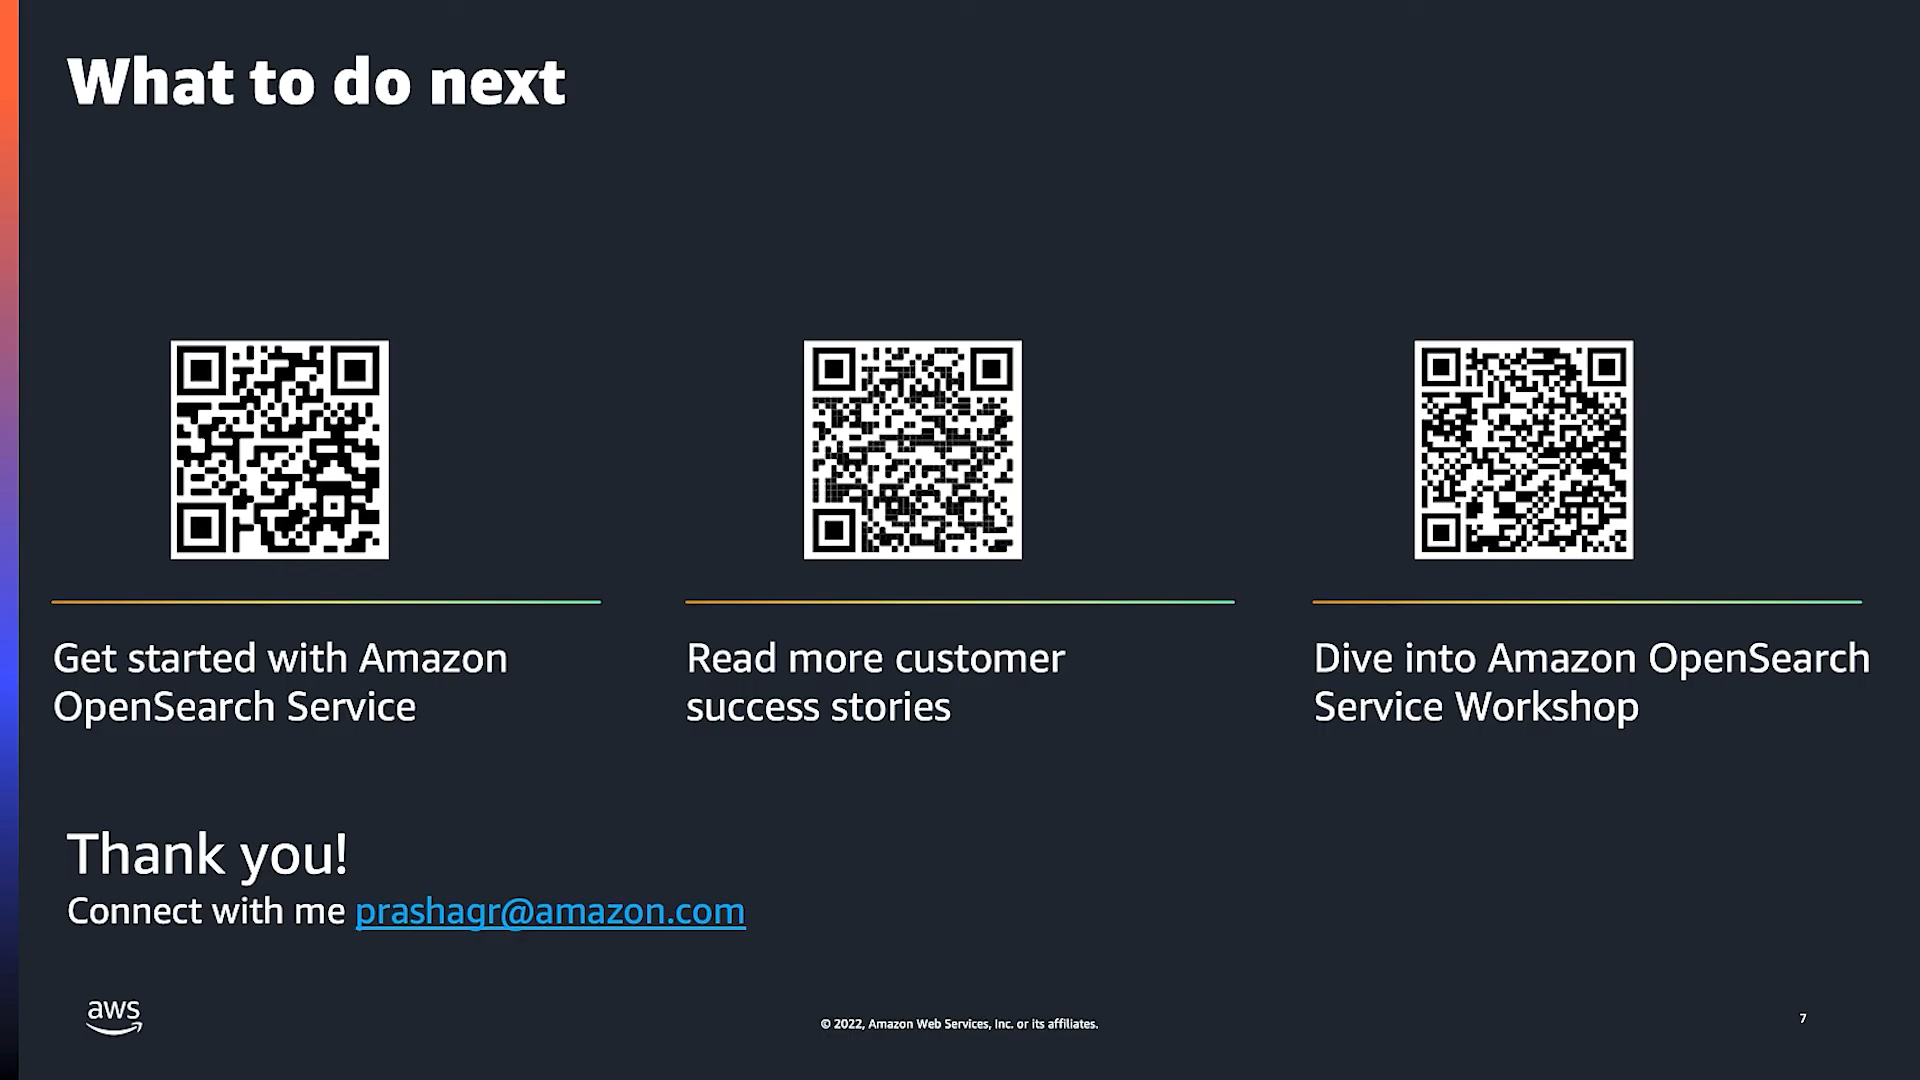 What to do next
Get started with Amazon
OpenSearch Service
Read more customer
success stories
Dive into Amazon OpenSearch
Service Workshop
Thank you!
Connect with me prashagr@amazon.com
aws
© 2022, Amazon Web Services, Inc. or its affiliates.
7